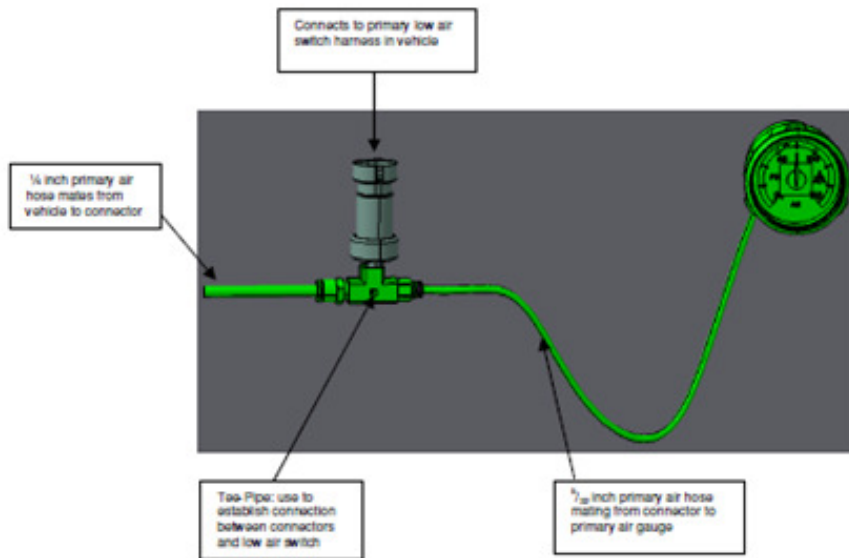 Connects to primary low air
switch harness in vehicle
¼ inch primary air
hose mates from
vehicle to connector
Tee-Pipe: use to
establish connection
between connectors
and low air switch
inch primary air hose
mating from connector to
primary air gauge